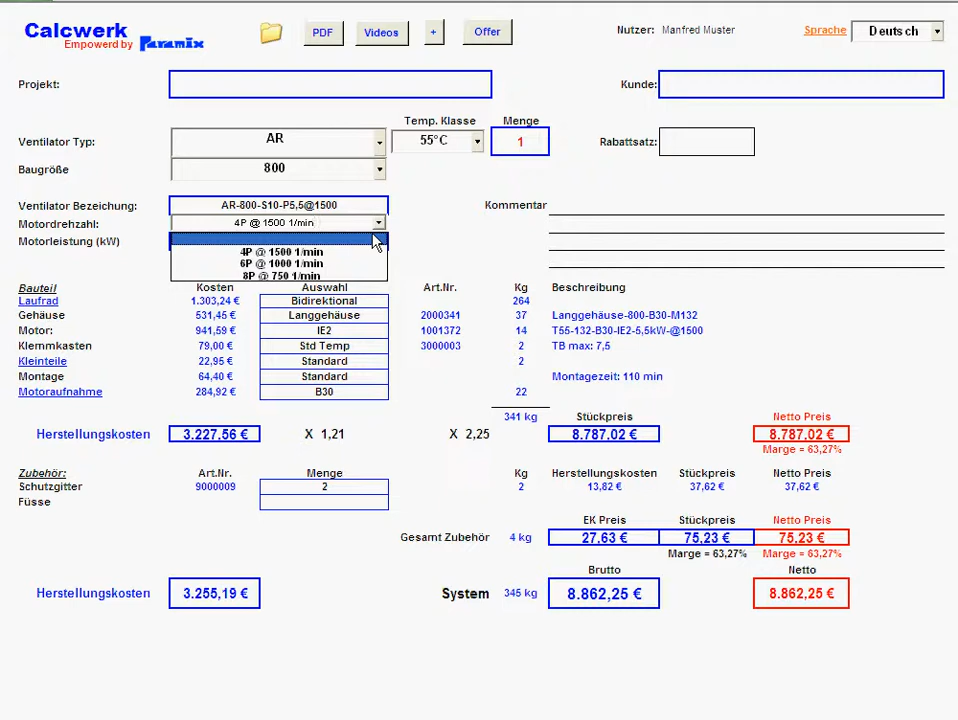 Calcwerk
Empowerd by Paramix
PDF Videos + Offer
Nutzer: Manfred Muster Sprache Deutsch
Projekt: Kunde:
Temp. Klasse Menge
Ventilator Typ: AR 55°C 1 Rabattsatz:
Baugröße 800
Ventilator Bezeichung: AR-800-S10-P5,5@1500 Kommentar
Motordrehzahl: 4P @ 1500 1/min
Motorleistung (kW)
4P @ 1500 1/min
6P @ 1000 1/min
8P @ 750 1/min
Bauteil Kosten Auswahl Art.Nr. Kg Beschreibung
Laufrad 1.303,24 € Bidirektional 264
Gehäuse 531,45 € Langgehäuse 2000341 37 Langgehäuse-800-B30-M132
Motor: 941,59 € IE2 1001372 14 T55-132-B30-IE2-5,5kW-@1500
Klemmkasten 79,00 € Std Temp 3000003 2 TB max: 7,5
Kleinteile 22,95 € Standard 2
Montage 64,40 € Standard Montagezeit: 110 min
Motoraufnahme 284,92 € B30 22
341 kg Stückpreis Netto Preis
Herstellungskosten 3.227,56 € X 1,21 X 2,25 8.787,02 € 8.787,02 €
Marge = 63,27%
Zubehör: Art.Nr. Menge Kg Herstellungskosten Stückpreis Netto Preis
Schutzgitter 9000009 2 2 13,82 € 37,62 € 37,62 €
Füsse
EK Preis Stückpreis Netto Preis
Gesamt Zubehör 4 kg 27,63 € 75,23 € 75,23 €
Marge = 63,27% Marge = 63,27%
Brutto Netto
Herstellungskosten 3.255,19 € System 345 kg 8.862,25 € 8.862,25 €